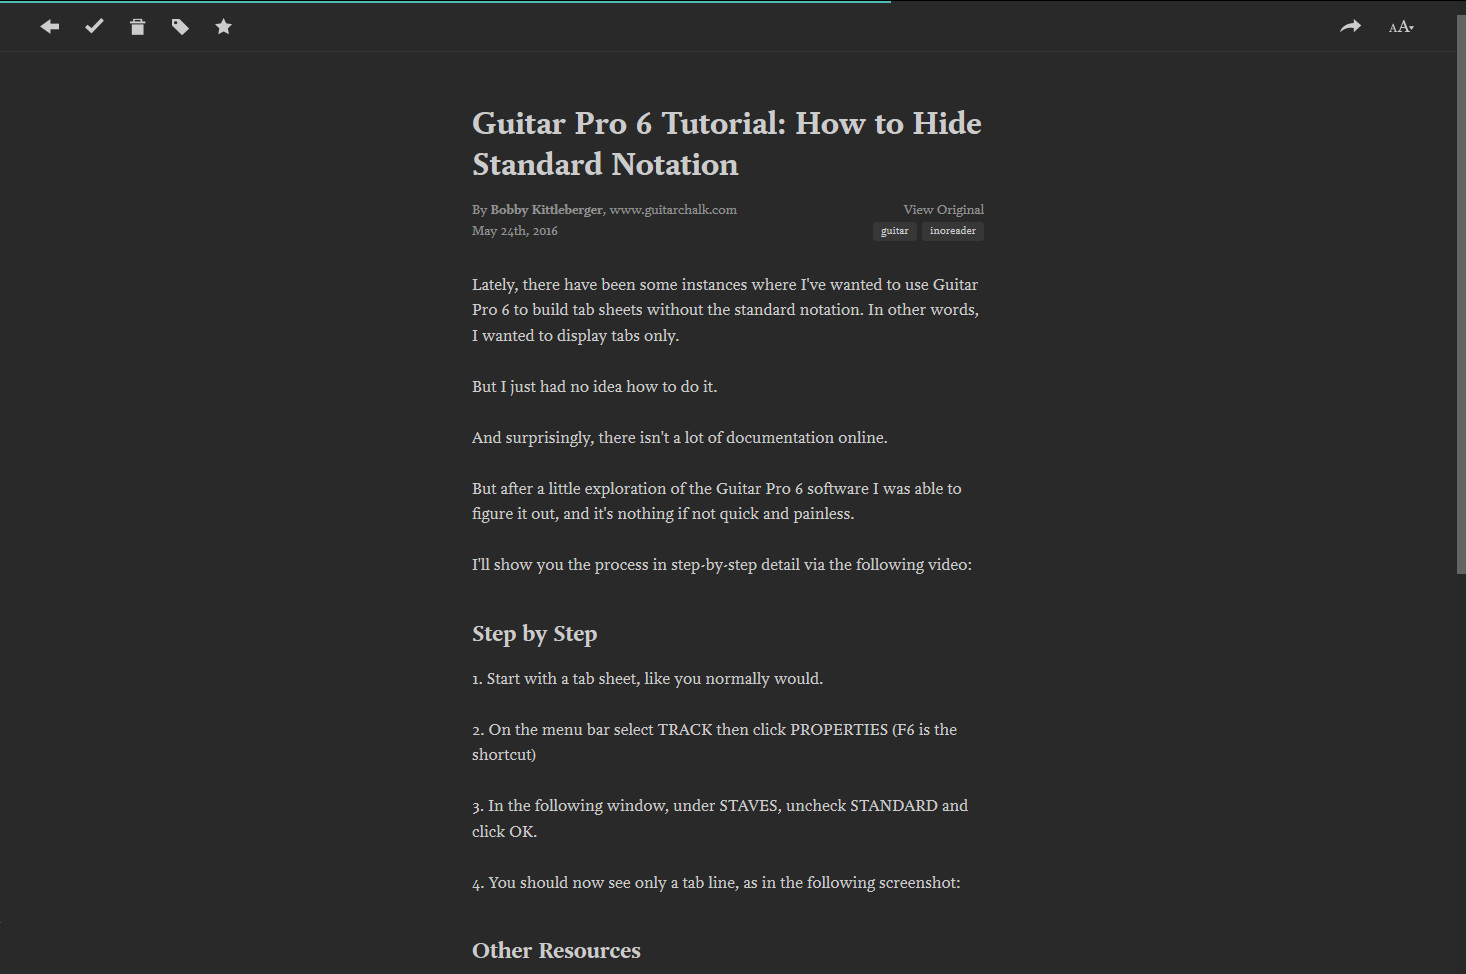 AA
Guitar Pro 6 Tutorial: How to Hide
Standard Notation
By Bobby Kittleberger, www.guitarchalk.com
View Original
May 24th, 2016
guitar
inoreader
Lately, there have been some instances where I've wanted to use Guitar
Pro 6 to build tab sheets without the standard notation. In other words,
I wanted to display tabs only.
But I just had no idea how to do it.
And surprisingly, there isn't a lot of documentation online.
But after a little exploration of the Guitar Pro 6 software I was able to
figure it out, and it's nothing if not quick and painless.
I'll show you the process in step-by-step detail via the following video:
Step by Step
1. Start with a tab sheet, like you normally would.
2. On the menu bar select TRACK then click PROPERTIES (F6 is the
shortcut)
3. In the following window, under STAVES, uncheck STANDARD and
click OK.
4. You should now see only a tab line, as in the following screenshot:
Other Resources